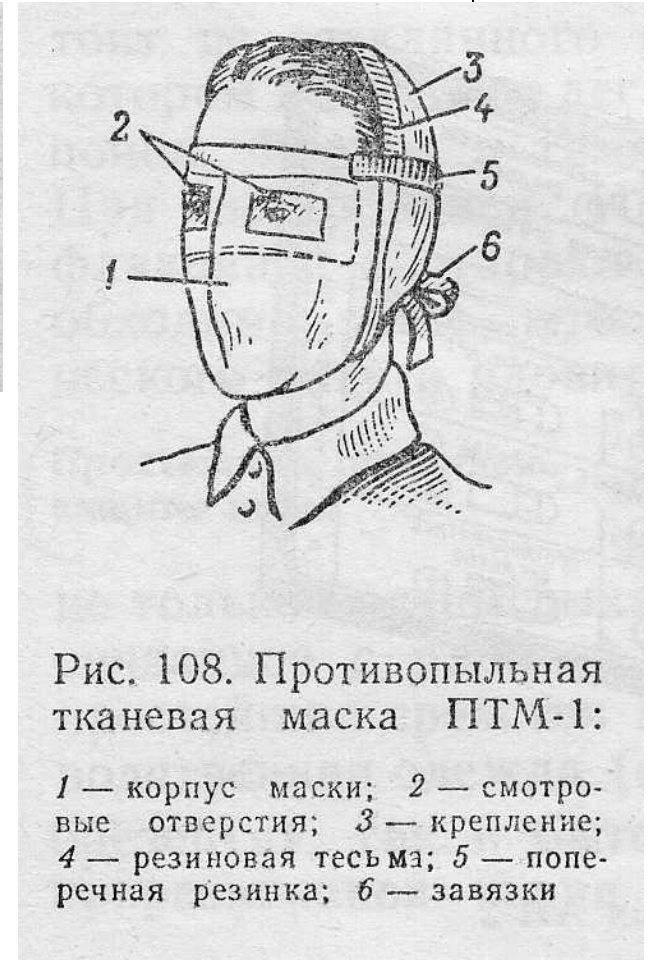 3
4
2
5
6
1
Рис. 108. Противопыльная
тканевая маска ПТМ-1:
1 — корпус маски; 2 — смотро-
вые отверстия; 3 — крепление;
4 — резиновая тесьма; 5 — попе-
речная резинка; 6 — завязки